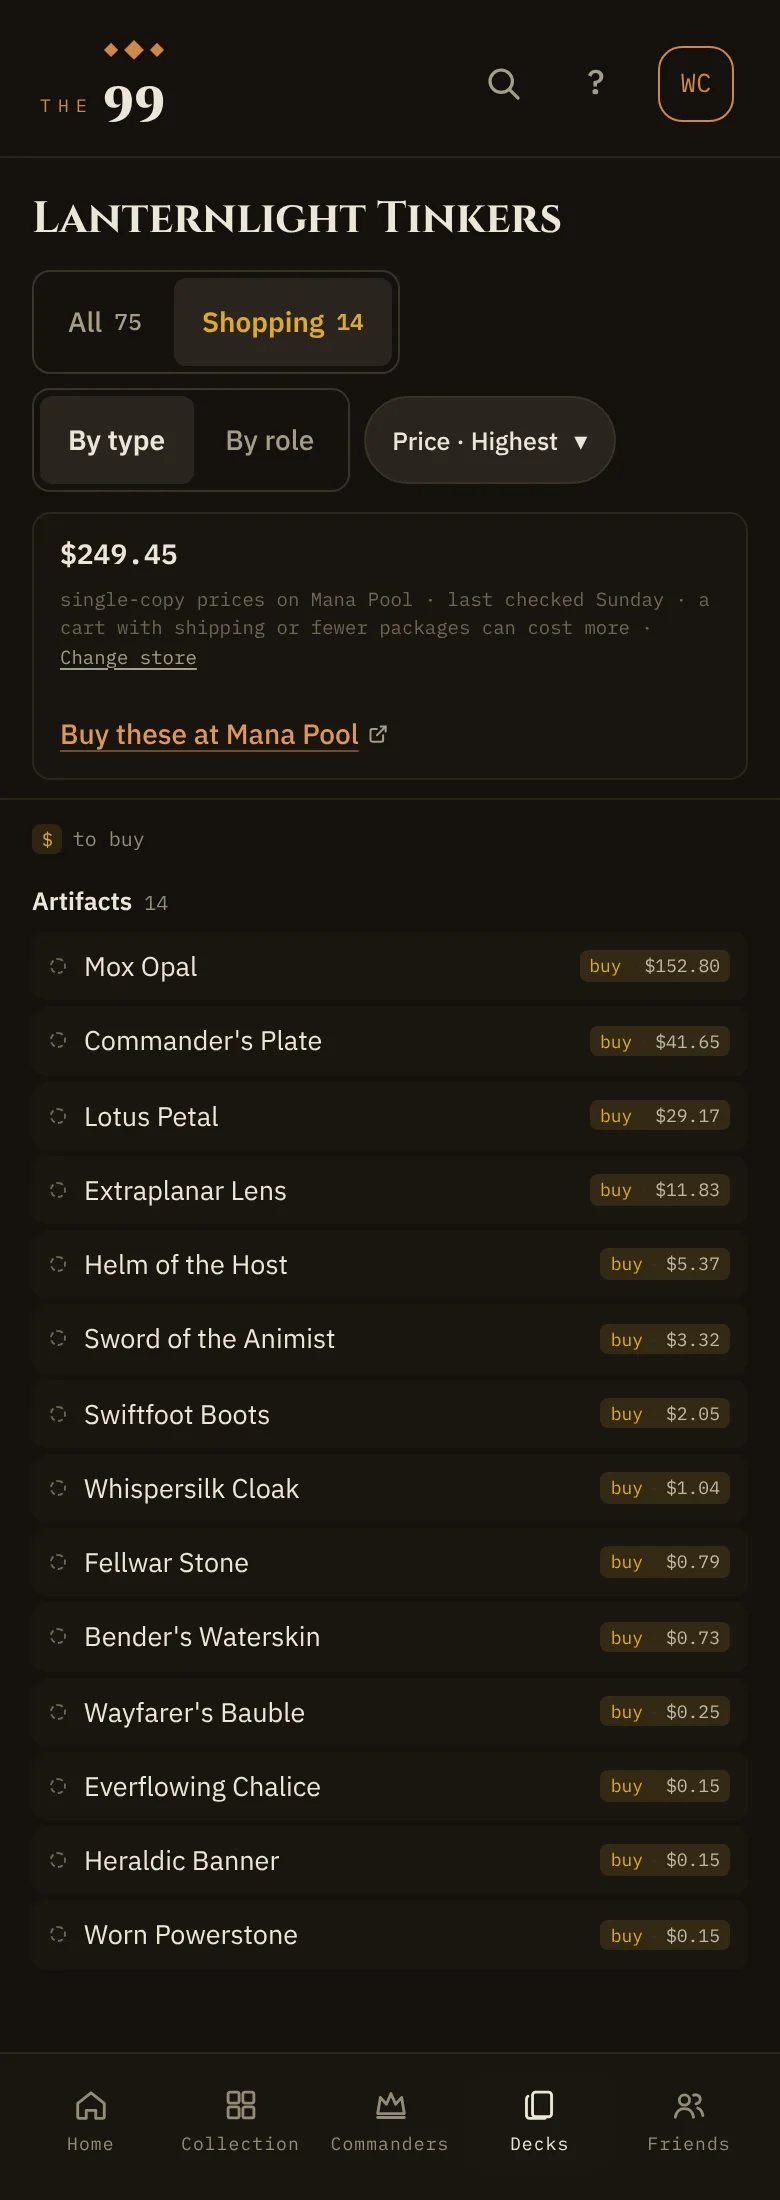 THE 99
?
WC
Lanternlight Tinkers
All 75
Shopping 14
By type
By role
Price · Highest ▼
$249.45
single-copy prices on Mana Pool · last checked Sunday · a
cart with shipping or fewer packages can cost more ·
Change store
Buy these at Mana Pool
$ to buy
Artifacts 14
Mox Opal buy $152.80
Commander's Plate buy $41.65
Lotus Petal buy $29.17
Extraplanar Lens buy $11.83
Helm of the Host buy $5.37
Sword of the Animist buy $3.32
Swiftfoot Boots buy $2.05
Whispersilk Cloak buy $1.04
Fellwar Stone buy $0.79
Bender's Waterskin buy $0.73
Wayfarer's Bauble buy $0.25
Everflowing Chalice buy $0.15
Heraldic Banner buy $0.15
Worn Powerstone buy $0.15
Home
Collection
Commanders
Decks
Friends